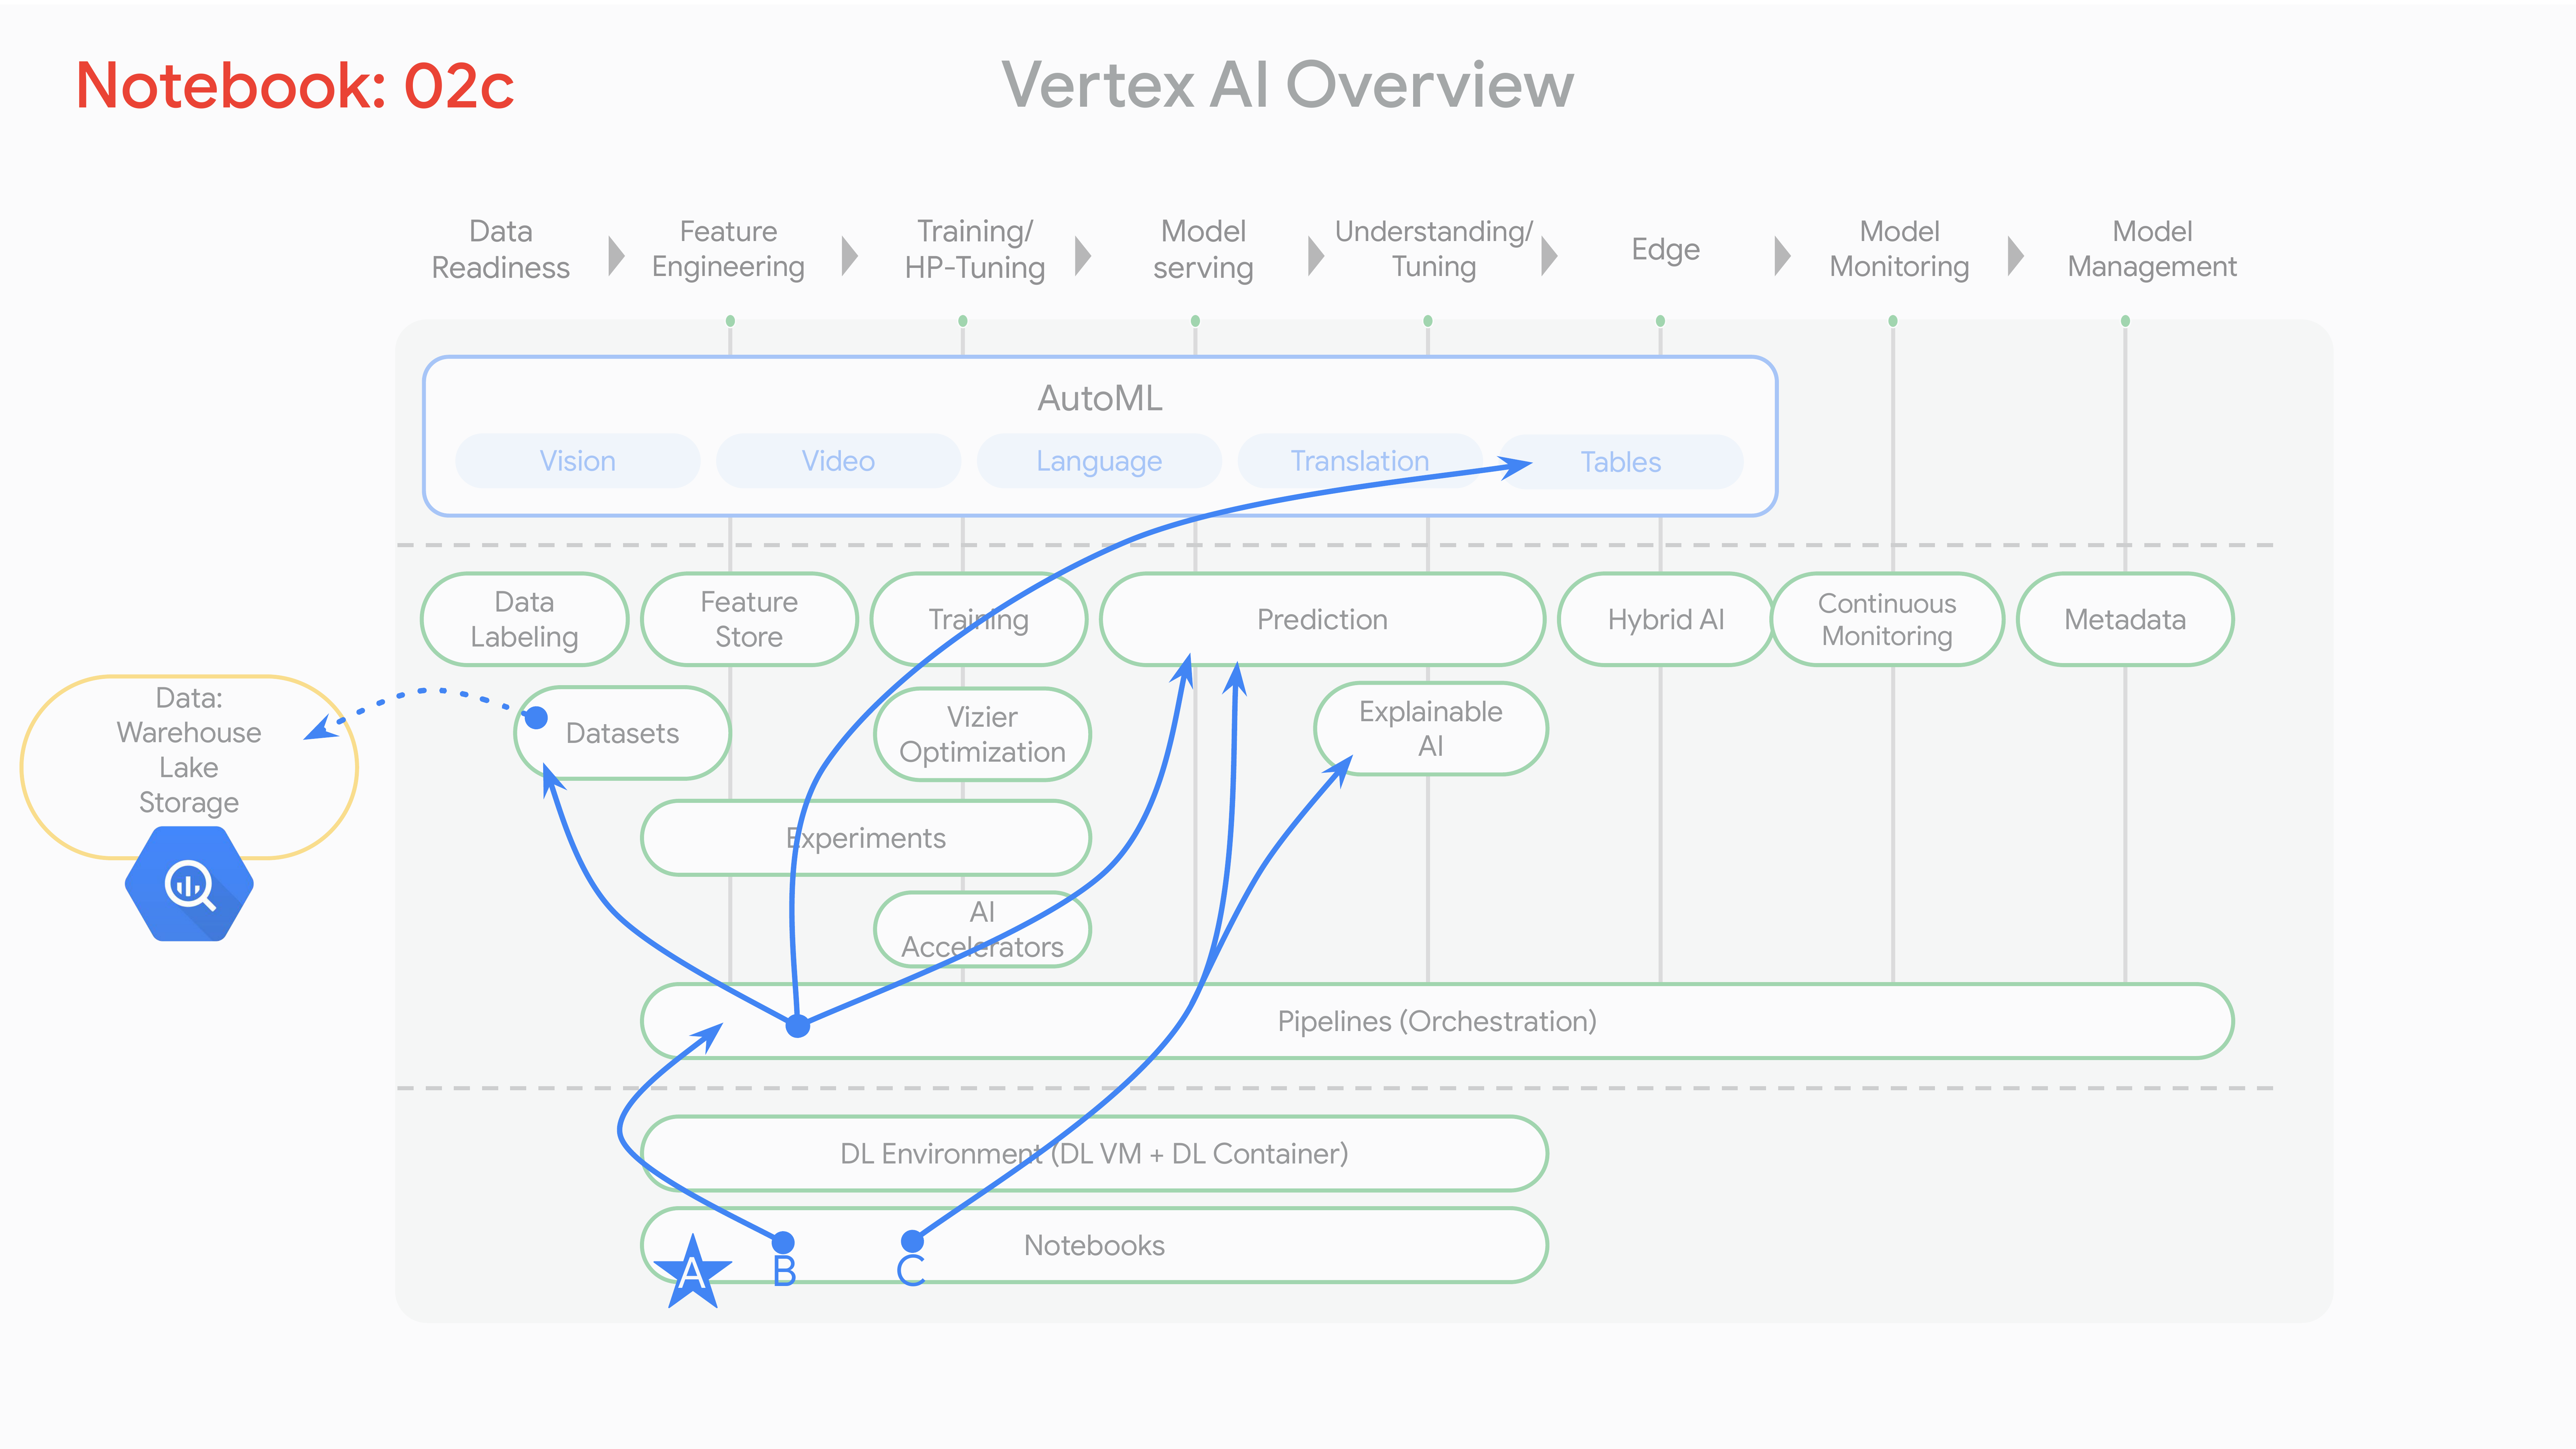 Notebook: 02c
Vertex AI Overview
Data
Readiness
Feature
Engineering
Training/
HP-Tuning
Model
serving
Understanding/
Tuning
Edge
Model
Monitoring
Model
Management
AutoML
Vision
Video
Language
Translation
Tables
Data
Labeling
Feature
Store
Training
Prediction
Hybrid AI
Continuous
Monitoring
Metadata
Data:
Warehouse
Lake
Storage
Datasets
Vizier
Optimization
Explainable
AI
Experiments
AI
Accelerators
Pipelines (Orchestration)
DL Environment (DL VM + DL Container)
Notebooks
A
B
C